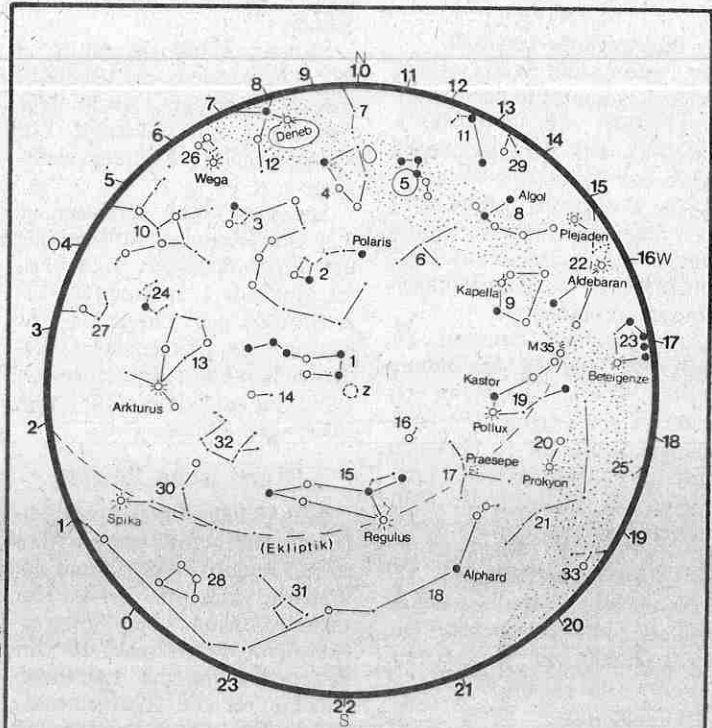 N
9 10 11
8 12
7 13
7 11
Deneb
6 14
26 12 29
Wega
5 5 15
4 Algol
10 3 8
Plejaden
Polaris
O4 6 16W
22
2 Aldebaran
24 Kapella
9
3 27
M35 17
23
13 1
Beteigenze
Kastor
14 z 19
Arkturus
Pollux
2 18
32 16 20
Praesepe
15 17 Prokyon 25
30
Spika
1 (Ekliptik) Regulus 21 19
28 Alphard 33
31 18
0 20
23 21
22
S